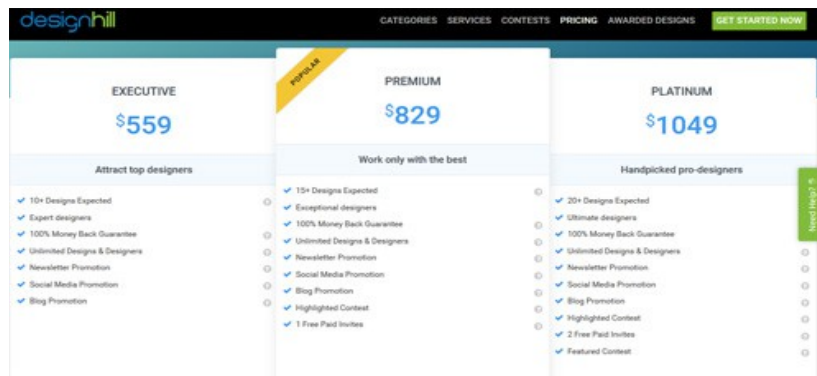 designhill
CATEGORIES SERVICES CONTESTS PRICING AWARDED DESIGNS GET STARTED NOW
EXECUTIVE
$559
Attract top designers
10+ Designs Expected
Expert designers
100% Money Back Guarantee
Unlimited Designs & Designers
Newsletter Promotion
Social Media Promotion
Blog Promotion
POPULAR
PREMIUM
$829
Work only with the best
15+ Designs Expected
Exceptional designers
100% Money Back Guarantee
Unlimited Designs & Designers
Newsletter Promotion
Social Media Promotion
Blog Promotion
Highlighted Contest
1 Free Paid Invites
PLATINUM
$1049
Handpicked pro-designers
20+ Designs Expected
Ultimate designers
100% Money Back Guarantee
Unlimited Designs & Designers
Newsletter Promotion
Social Media Promotion
Blog Promotion
Highlighted Contest
2 Free Paid Invites
Featured Contest
Need Help?